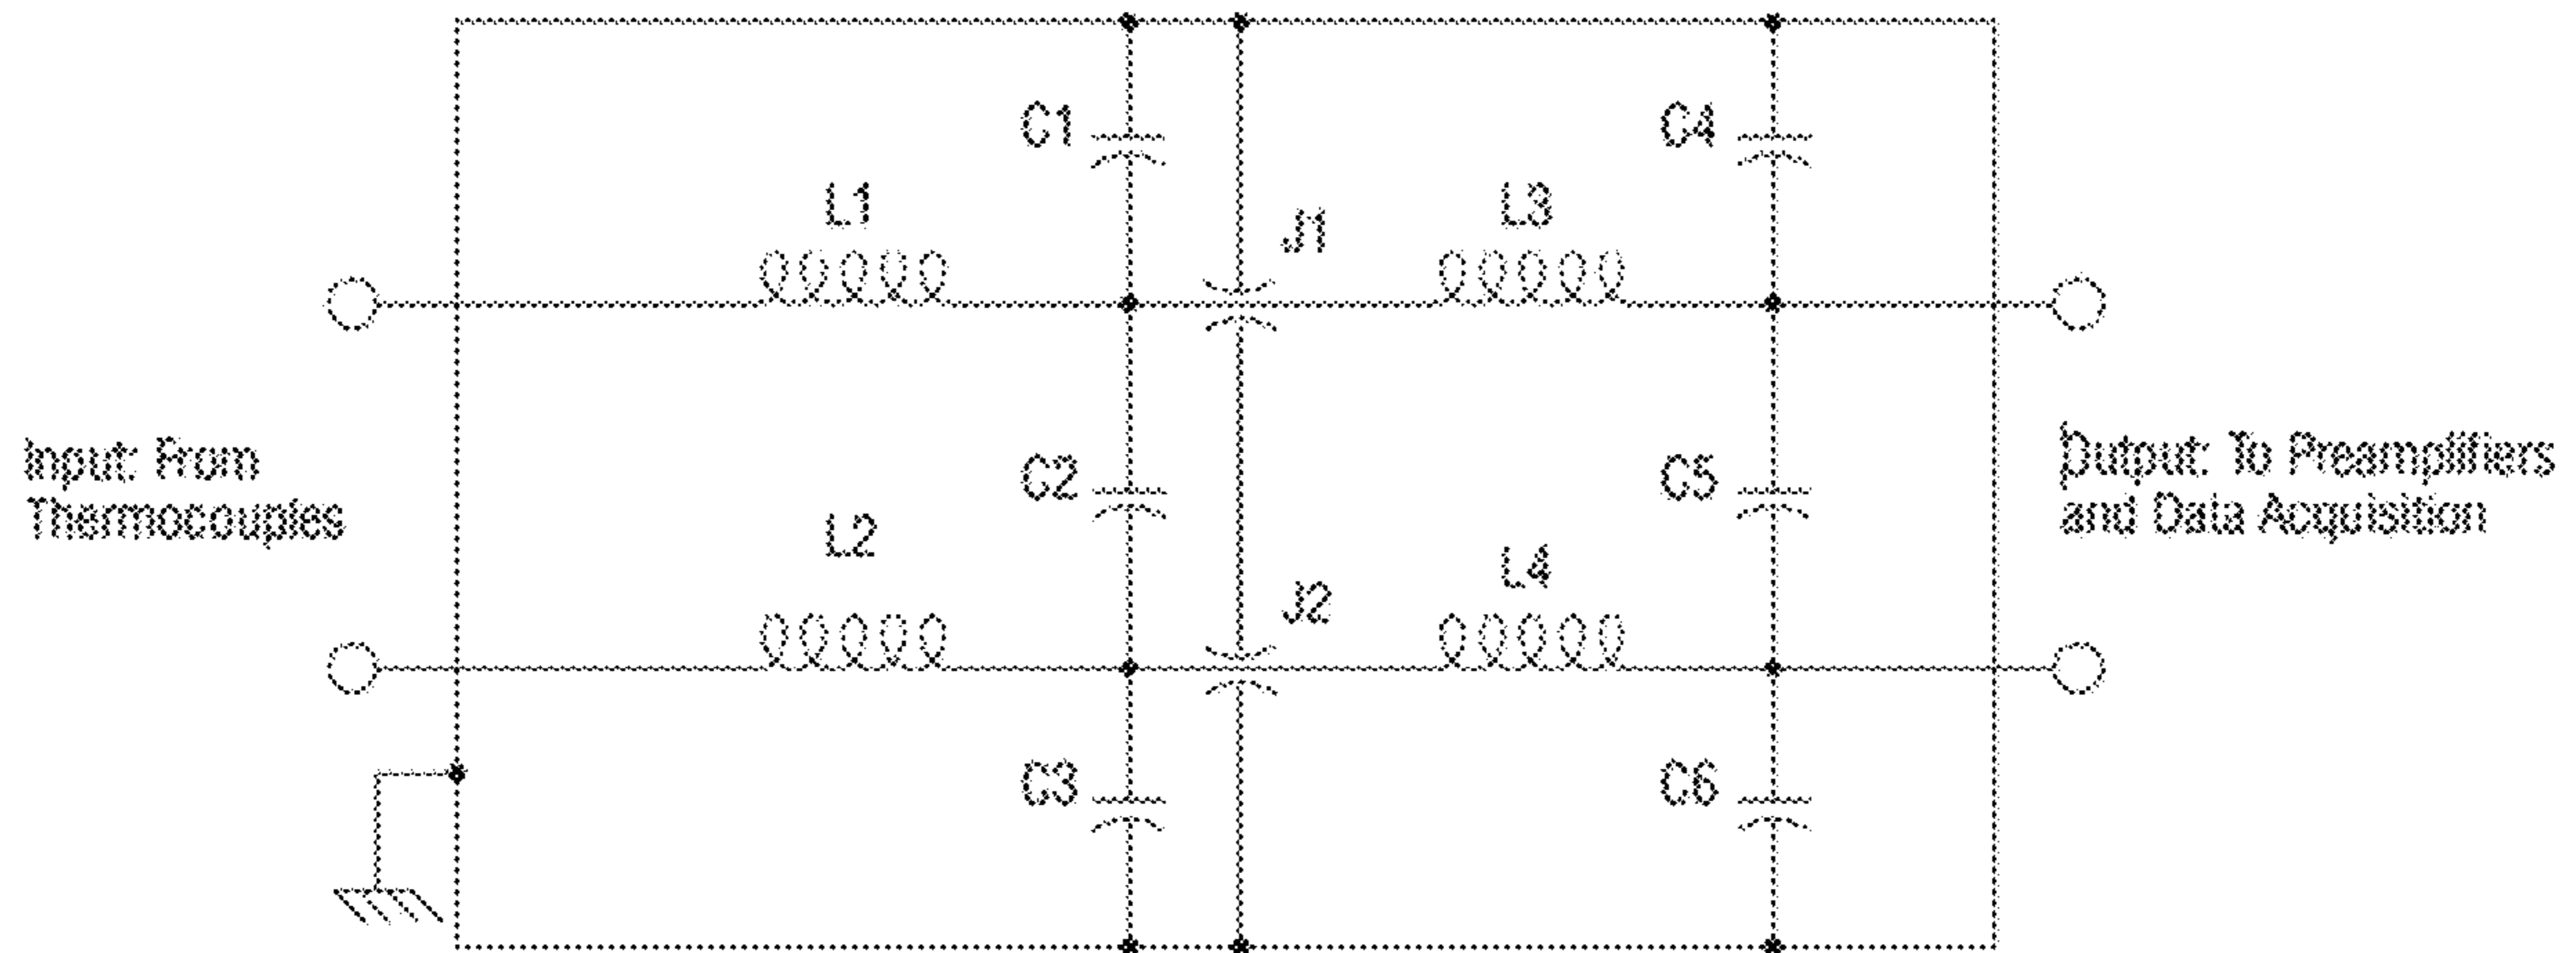 C1
C4
L1
L3
J1
Input: From
Thermocouples
C2
C5
Output: To Preamplifiers
and Data Acquisition
L2
L4
J2
C3
C6